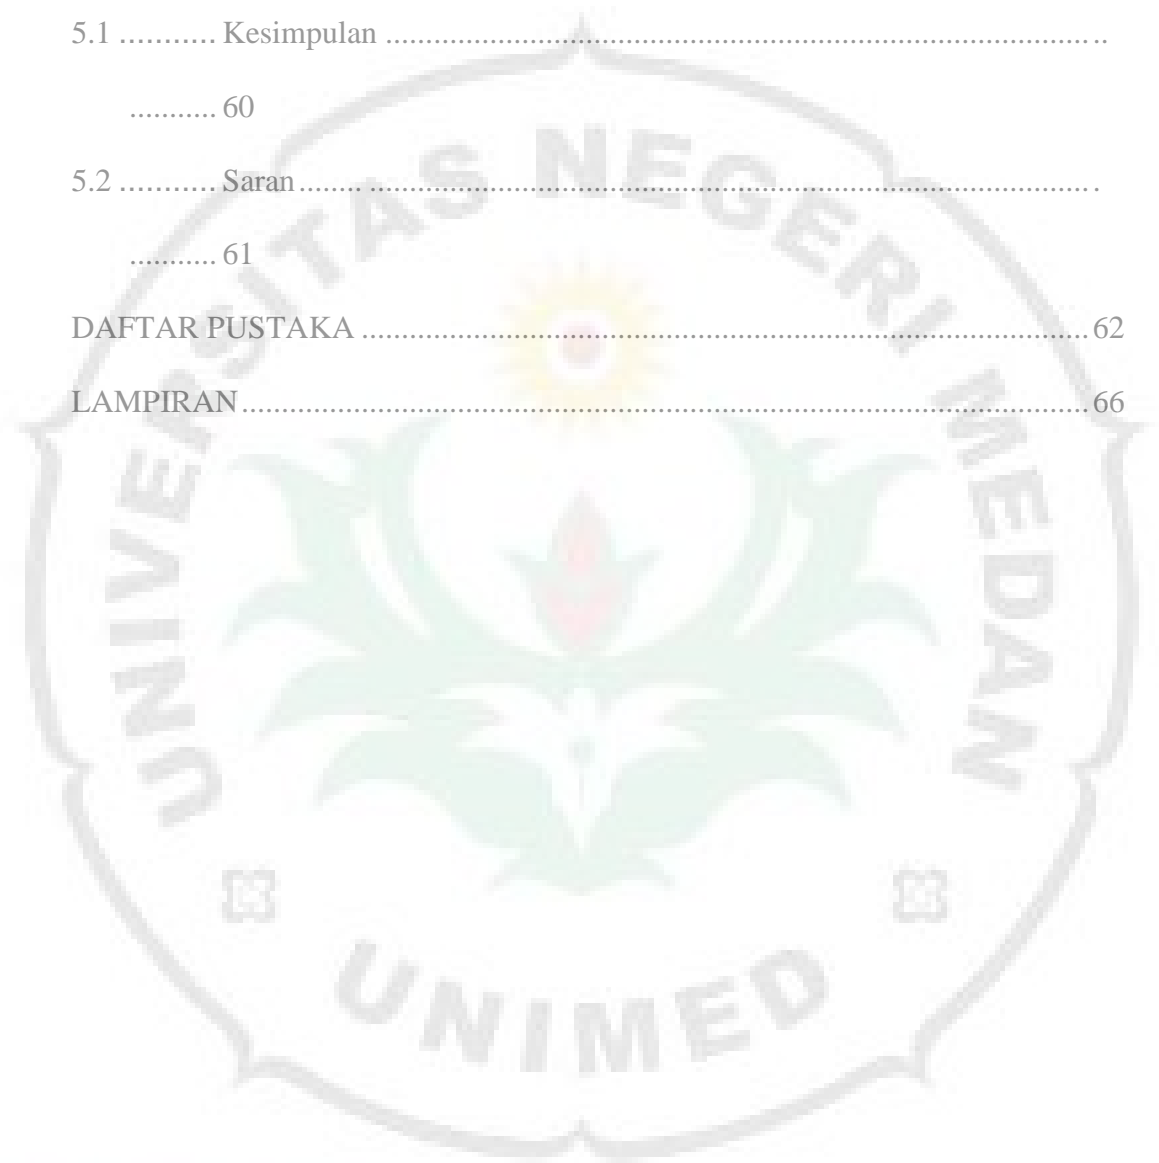 5.1 ........... Kesimpulan ...........................................................................................
........... 60
5.2 ........... Saran ....... .............................................................................................
........... 61
DAFTAR PUSTAKA ............................................................................................. 62
LAMPIRAN ............................................................................................................. 66
UNIVERSITAS NEGERI MEDAN
UNIMED